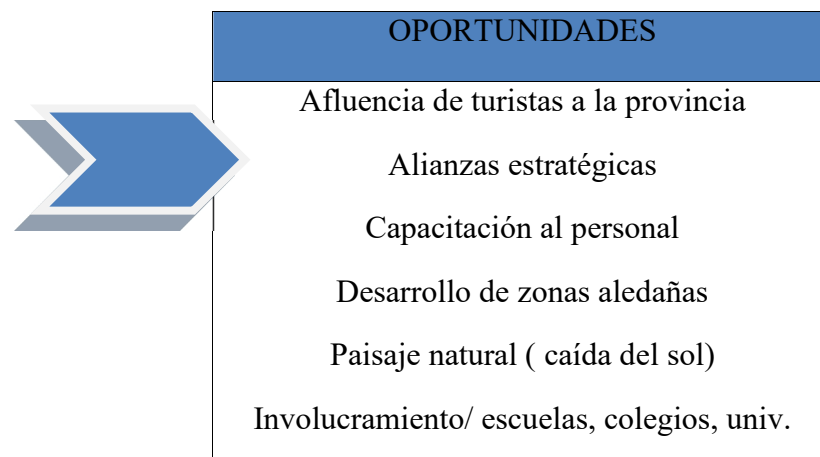 OPORTUNIDADES
Afluencia de turistas a la provincia
Alianzas estratégicas
Capacitación al personal
Desarrollo de zonas aledañas
Paisaje natural ( caída del sol)
Involucramiento/ escuelas, colegios, univ.